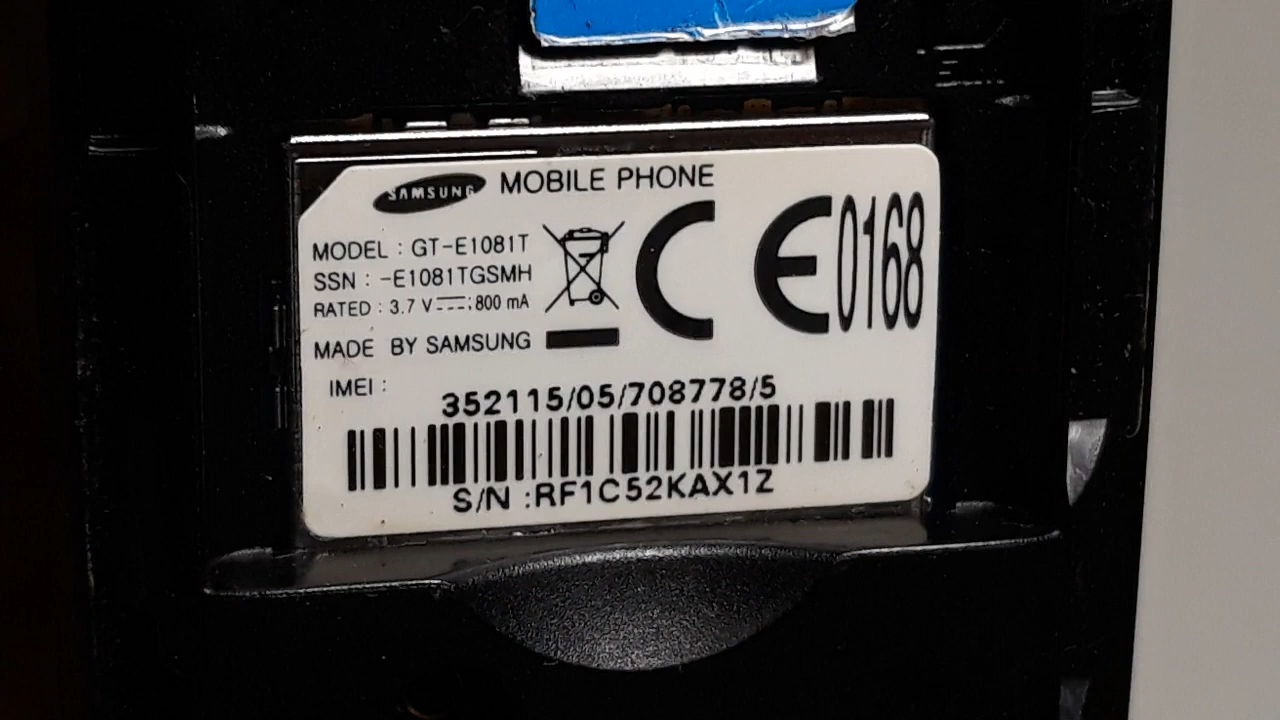 SAMSUNG MOBILE PHONE
MODEL : GT-E1081T
SSN : -E1081TGSMH
RATED : 3.7 V⎓; 800 mA
MADE BY SAMSUNG
CE0168
IMEI :
352115/05/708778/5
S/N :RF1C52KAX1Z